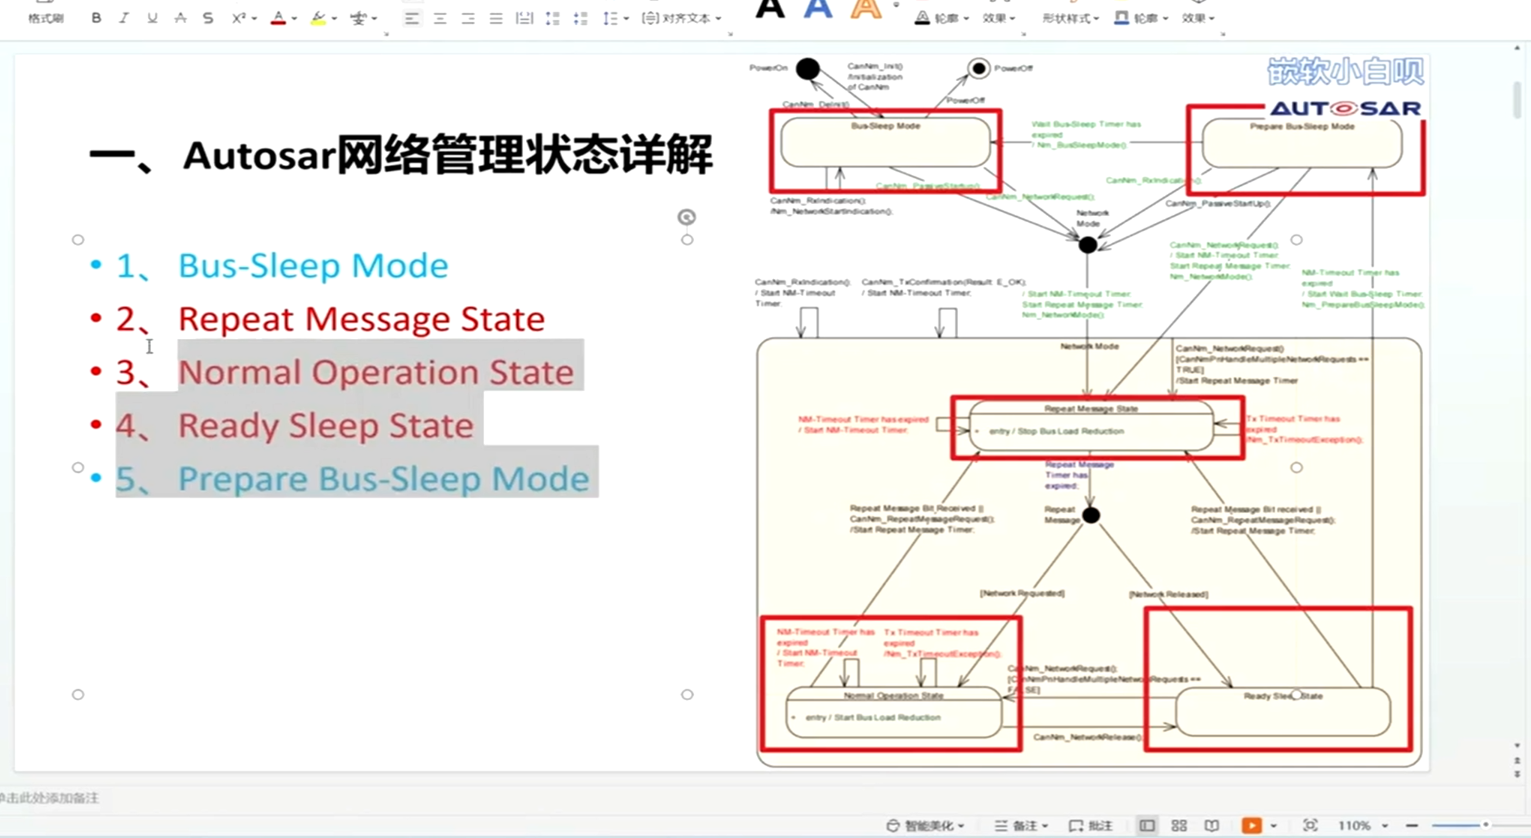 格式刷
B I U A S X² A 变
对齐文本
A A A
轮廓
效果
形状样式
轮廓
效果
嵌软小白呗
AUTOSAR
一、Autosar网络管理状态详解
• 1、 Bus-Sleep Mode
• 2、 Repeat Message State
• 3、 Normal Operation State
• 4、 Ready Sleep State
• 5、 Prepare Bus-Sleep Mode
PowerOn
CanNm_Init()
/Initialization
of CanNm
PowerOff
CanNm_DeInit()
PowerOff
Bus-Sleep Mode
Wait Bus-Sleep Timer has
expired
/ Nm_BusSleepMode();
Prepare Bus-Sleep Mode
CanNm_PassiveStartup();
CanNm_NetworkRequest();
CanNm_RxIndication();
CanNm_RxIndication()
/Nm_NetworkStartIndication();
CanNm_PassiveStartUp();
Network
Mode
CanNm_NetworkRequest()
/ Start NM-Timeout Timer;
Start Repeat Message Timer;
Nm_NetworkMode();
NM-Timeout Timer has
expired
/ Start Wait Bus-Sleep Timer;
Nm_PrepareBusSleepMode();
CanNm_RxIndication();
/ Start NM-Timeout
Timer;
CanNm_TxConfirmation(Result: E_OK);
/ Start NM-Timeout Timer;
/ Start NM-Timeout Timer;
Start Repeat Message Timer;
Nm_NetworkMode()
Network Mode
CanNm_NetworkRequest()
[CanNmPnHandleMultipleNetworkRequests ==
TRUE]
/Start Repeat Message Timer
Repeat Message State
entry / Stop Bus Load Reduction
NM-Timeout Timer has expired
/ Start NM-Timeout Timer;
Tx Timeout Timer has
expired
/Nm_TxTimeoutException();
Repeat Message
Timer has
expired;
Repeat
Message
Repeat Message Bit Received ||
CanNm_RepeatMessageRequest();
/Start Repeat Message Timer;
Repeat Message Bit received ||
CanNm_RepeatMessageRequest();
/Start Repeat Message Timer;
[Network Requested]
[Network Released]
NM-Timeout Timer has
expired
/ Start NM-Timeout
Timer;
Tx Timeout Timer has
expired
/Nm_TxTimeoutException();
CanNm_NetworkRequest();
[CanNmPnHandleMultipleNetworkRequests ==
FALSE]
Normal Operation State
entry / Start Bus Load Reduction
Ready Sleep State
CanNm_NetworkRelease();
单击此处添加备注
智能美化
备注
批注
110%